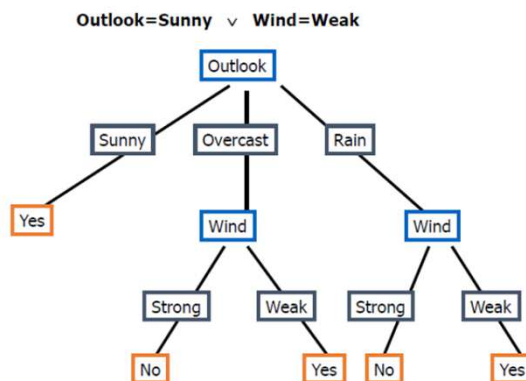 Outlook=Sunny ∨ Wind=Weak
Outlook
Sunny Overcast Rain
Yes Wind Wind
Strong Weak Strong Weak
No Yes No Yes